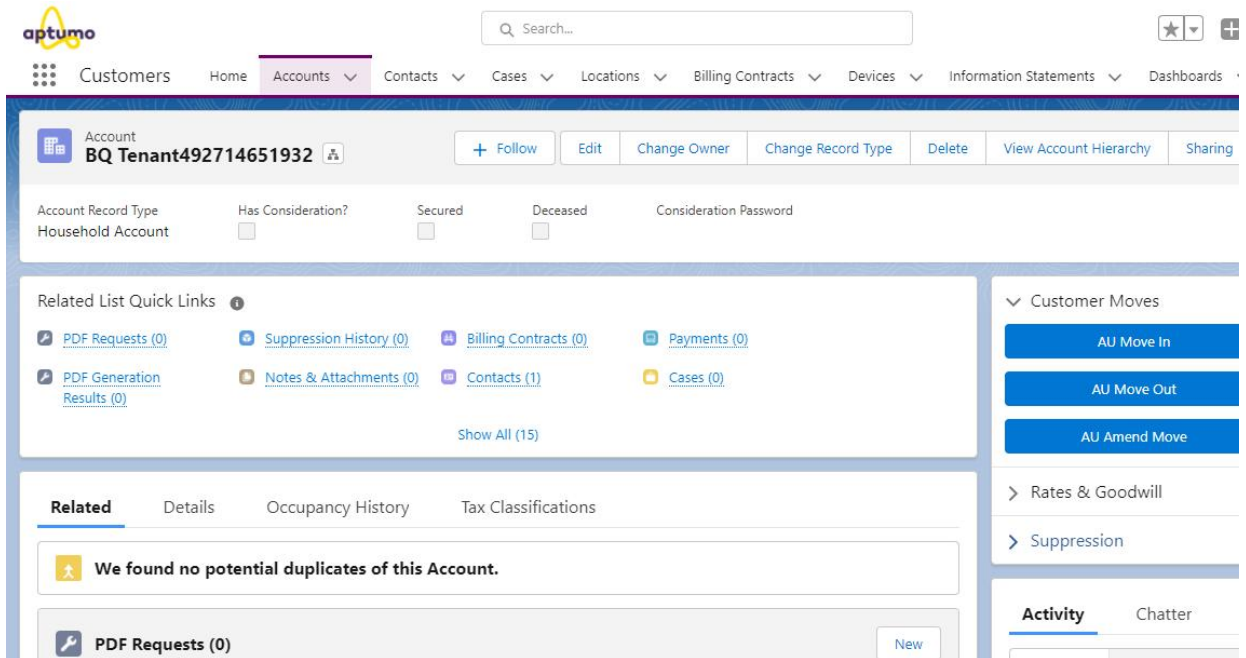 aptumo
Search...
Customers Home Accounts Contacts Cases Locations Billing Contracts Devices Information Statements Dashboards
Account
BQ Tenant492714651932
+ Follow Edit Change Owner Change Record Type Delete View Account Hierarchy Sharing
Account Record Type Has Consideration? Secured Deceased Consideration Password
Household Account
Related List Quick Links
PDF Requests (0) Suppression History (0) Billing Contracts (0) Payments (0)
PDF Generation Notes & Attachments (0) Contacts (1) Cases (0)
Results (0)
Show All (15)
Customer Moves
AU Move In
AU Move Out
AU Amend Move
Rates & Goodwill
Suppression
Related Details Occupancy History Tax Classifications
We found no potential duplicates of this Account.
PDF Requests (0) New
Activity Chatter